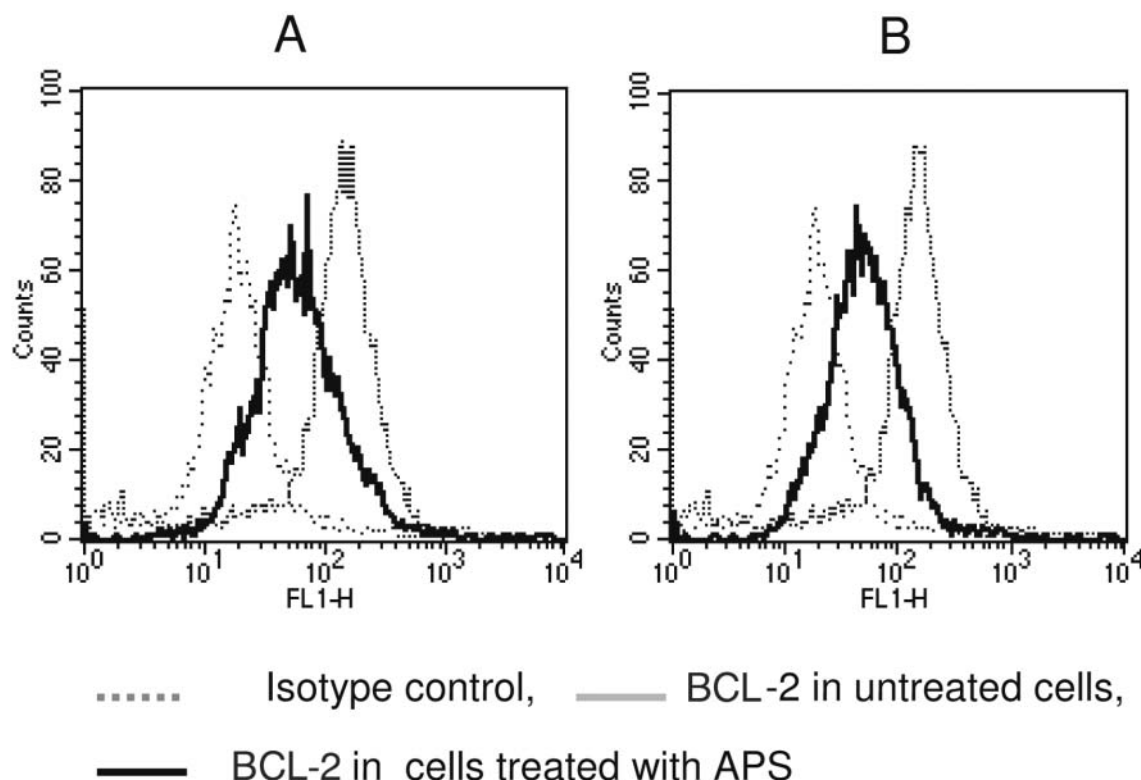 A
B
100
80
60
40
20
0
Counts
10^0 10^1 10^2 10^3 10^4
FL1-H
100
80
60
40
20
0
Counts
10^0 10^1 10^2 10^3 10^4
FL1-H
Isotype control, BCL-2 in untreated cells,
BCL-2 in cells treated with APS